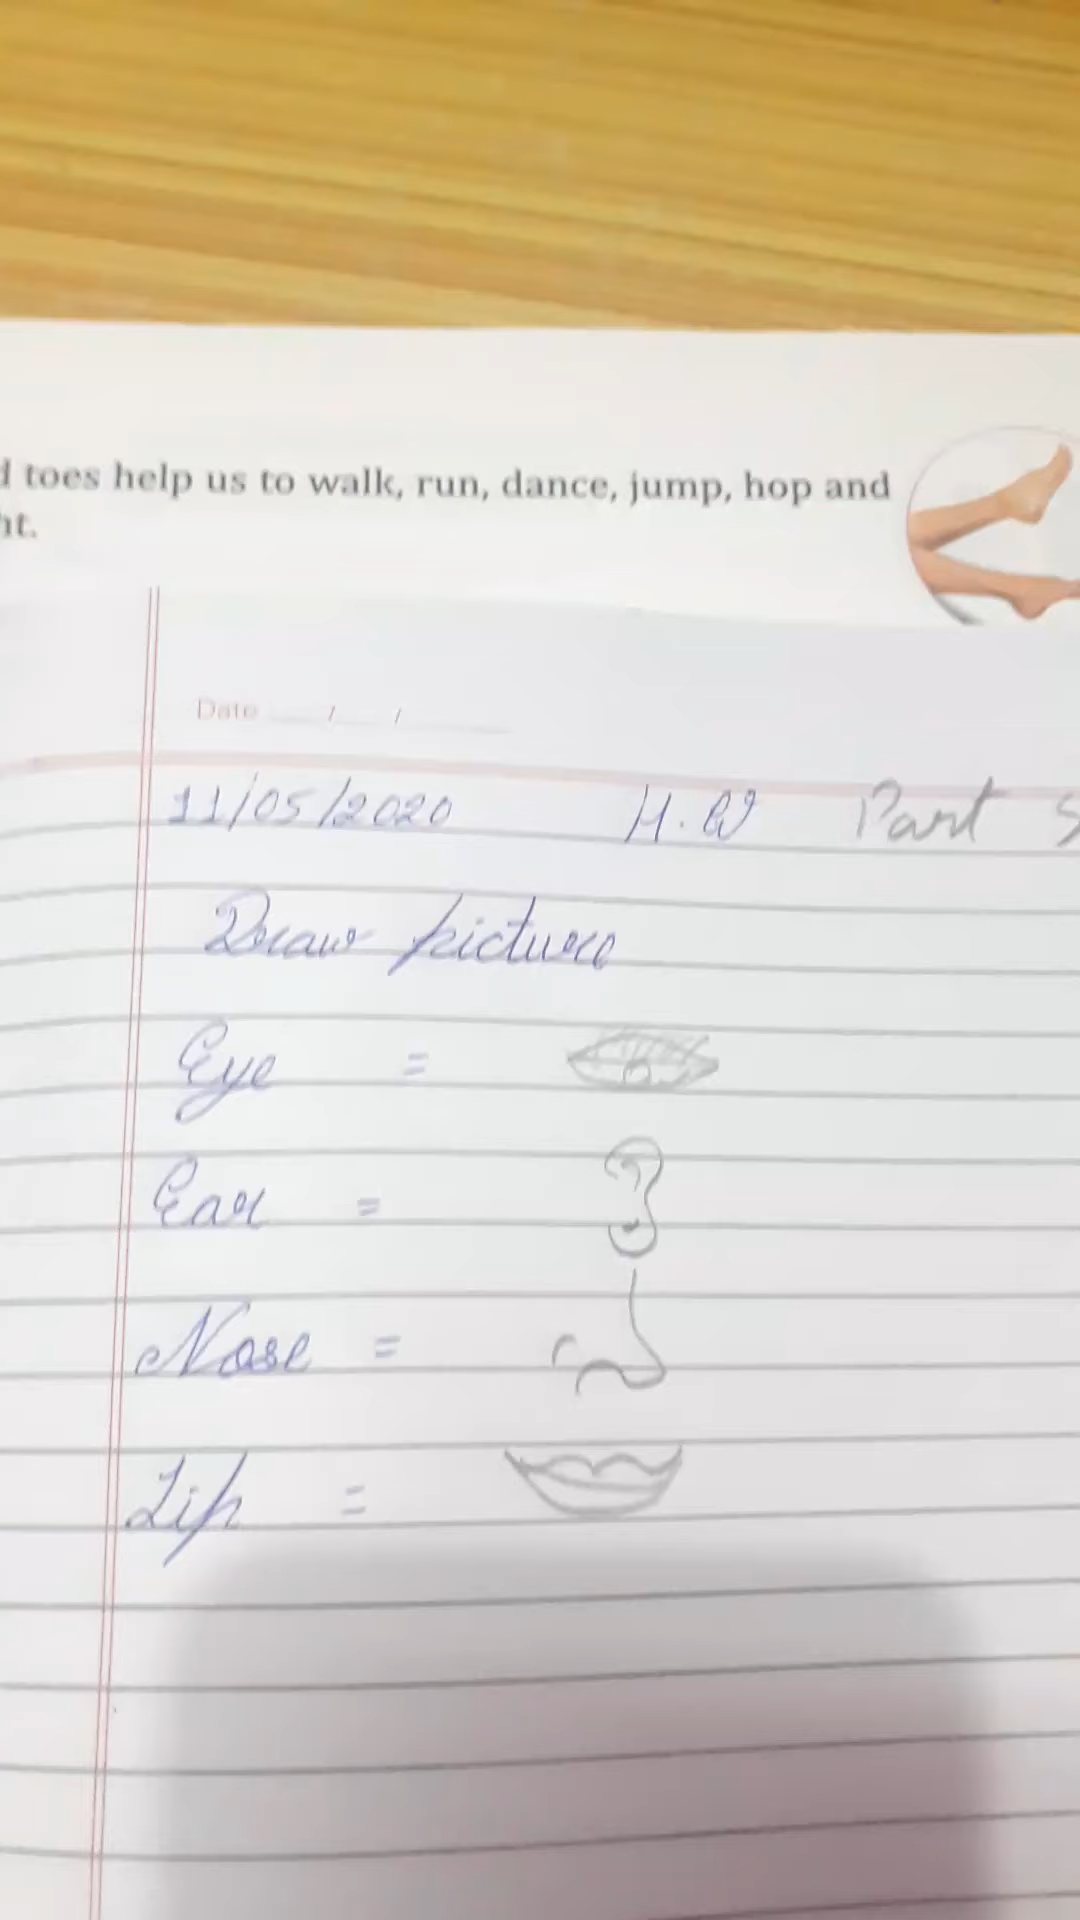 toes help us to walk, run, dance, jump, hop and
Date / /
11/05/2020 H.W Part
Draw picture
Eye =
Ear =
Nose =
Lip =